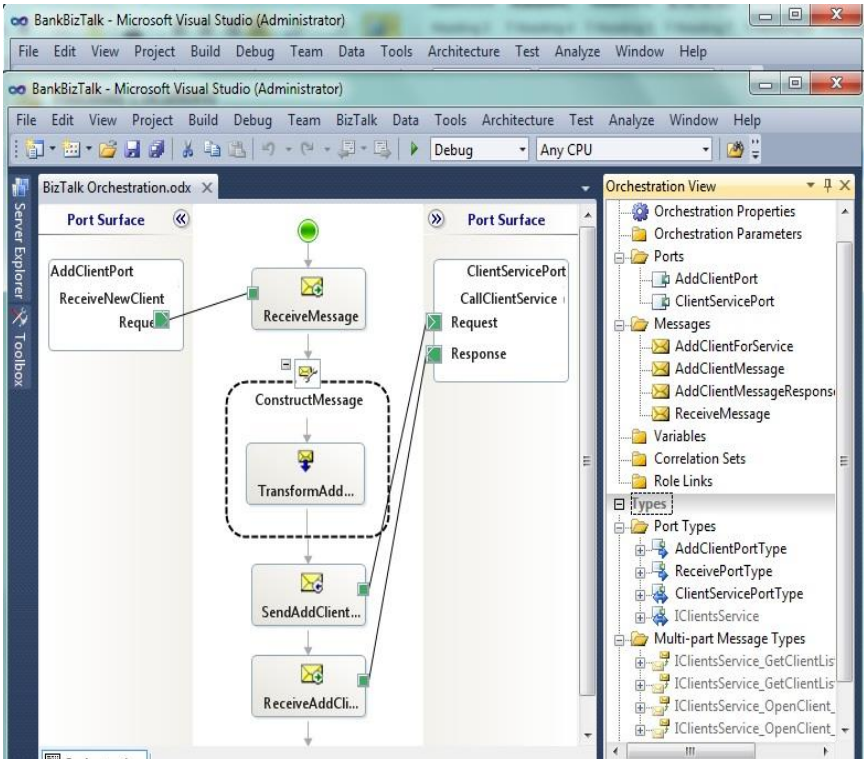 BankBizTalk - Microsoft Visual Studio (Administrator)
File Edit View Project Build Debug Team Data Tools Architecture Test Analyze Window Help
BankBizTalk - Microsoft Visual Studio (Administrator)
File Edit View Project Build Debug Team BizTalk Data Tools Architecture Test Analyze Window Help
Debug Any CPU
Server Explorer
Toolbox
BizTalk Orchestration.odx
Port Surface
AddClientPort
ReceiveNewClient
Reque
ReceiveMessage
ConstructMessage
TransformAdd...
SendAddClient...
ReceiveAddCli...
Port Surface
ClientServicePort
CallClientService
Request
Response
Orchestration View
Orchestration Properties
Orchestration Parameters
Ports
AddClientPort
ClientServicePort
Messages
AddClientForService
AddClientMessage
AddClientMessageRespons
ReceiveMessage
Variables
Correlation Sets
Role Links
Types
Port Types
AddClientPortType
ReceivePortType
ClientServicePortType
IClientsService
Multi-part Message Types
IClientsService_GetClientLis
IClientsService_GetClientLis
IClientsService_OpenClient_
IClientsService_OpenClient_